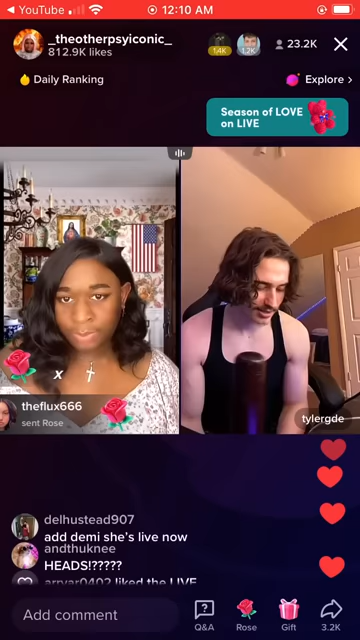 YouTube
12:10 AM
_theotherpsyiconic_
812.9K likes
1.4K
1.2K
23.2K
Daily Ranking
Explore >
Season of LOVE
on LIVE
x
theflux666
sent Rose
tylergde
delhustead907
add demi she's live now
andthuknee
HEADS!?????
arryar0402 liked the LIVE
Add comment
Q&A
Rose
Gift
3.2K